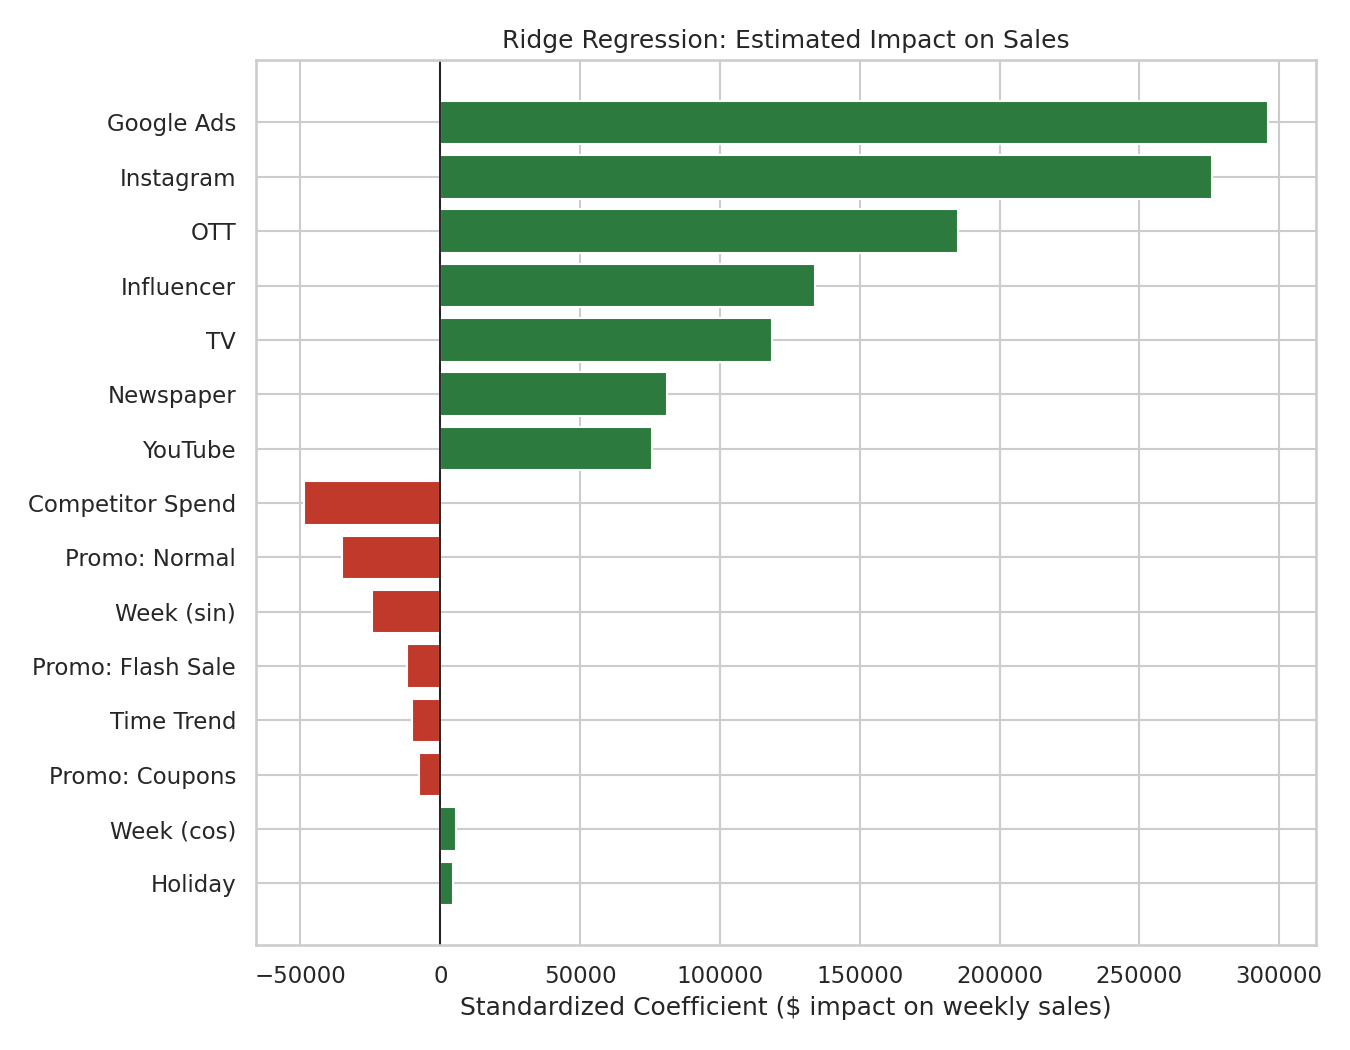 Ridge Regression: Estimated Impact on Sales
Google Ads
Instagram
OTT
Influencer
TV
Newspaper
YouTube
Competitor Spend
Promo: Normal
Week (sin)
Promo: Flash Sale
Time Trend
Promo: Coupons
Week (cos)
Holiday
−50000 0 50000 100000 150000 200000 250000 300000
Standardized Coefficient ($ impact on weekly sales)